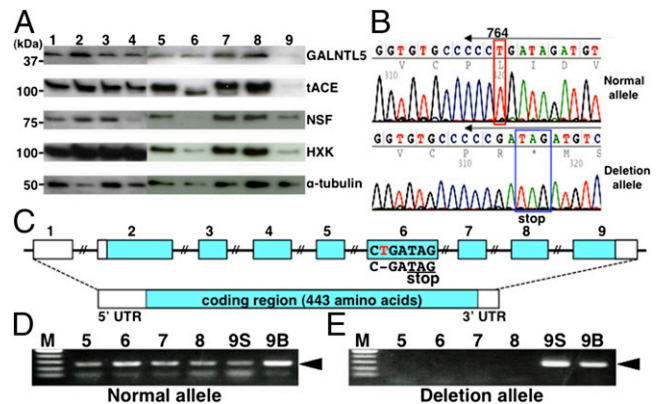 A
B
1 2 3 4 5 6 7 8 9
(kDa)
37
GALNTL5
100
tACE
75
NSF
100
HXK
50
α-tubulin
764
GGTGTGCCCCCTGATAGATGT
V C P L I D V
310
320
Normal
allele
GGTGTGCCCCCGATAGATGTC
V C P R * M S
310
320
Deletion
allele
stop
C
1 2 3 4 5 6 7 8 9
CTGATAG
C-GATAG
stop
coding region (443 amino acids)
5' UTR
3' UTR
D
M 5 6 7 8 9S 9B
Normal allele
E
M 5 6 7 8 9S 9B
Deletion allele